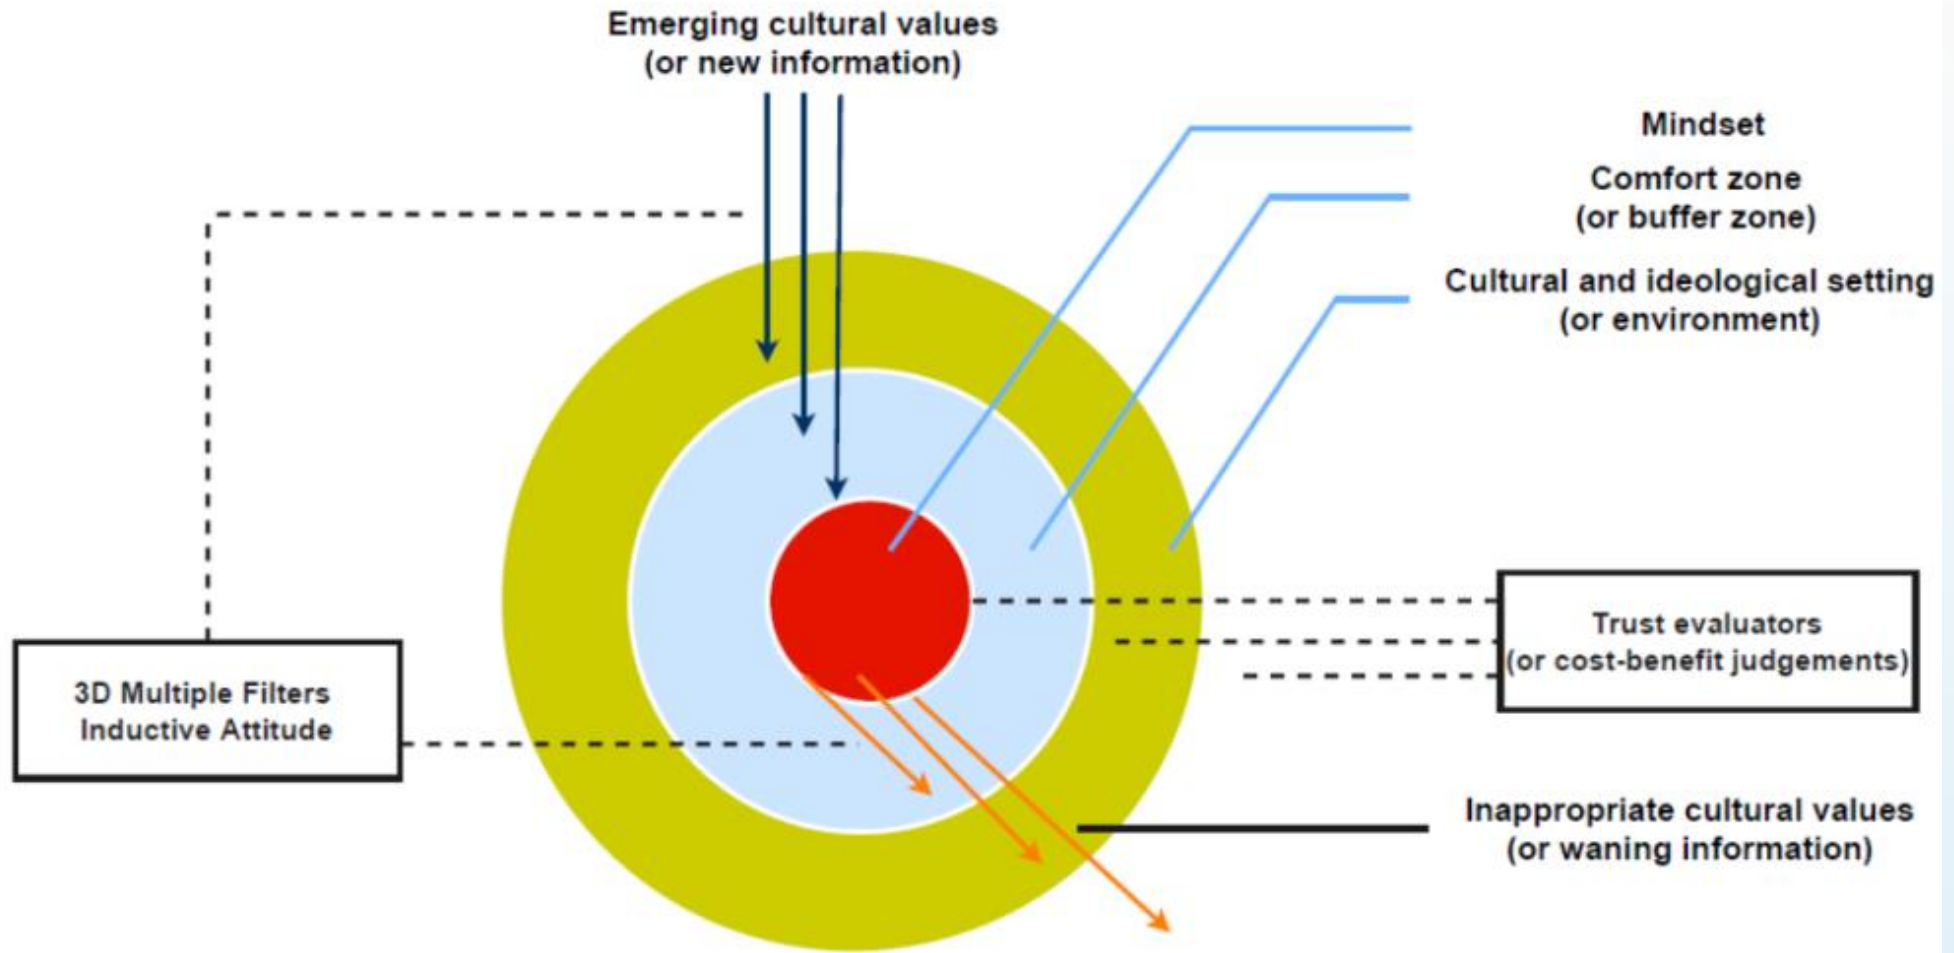 Emerging cultural values
(or new information)
Mindset
Comfort zone
(or buffer zone)
Cultural and ideological setting
(or environment)
Trust evaluators
(or cost-benefit judgements)
3D Multiple Filters
Inductive Attitude
Inappropriate cultural values
(or waning information)